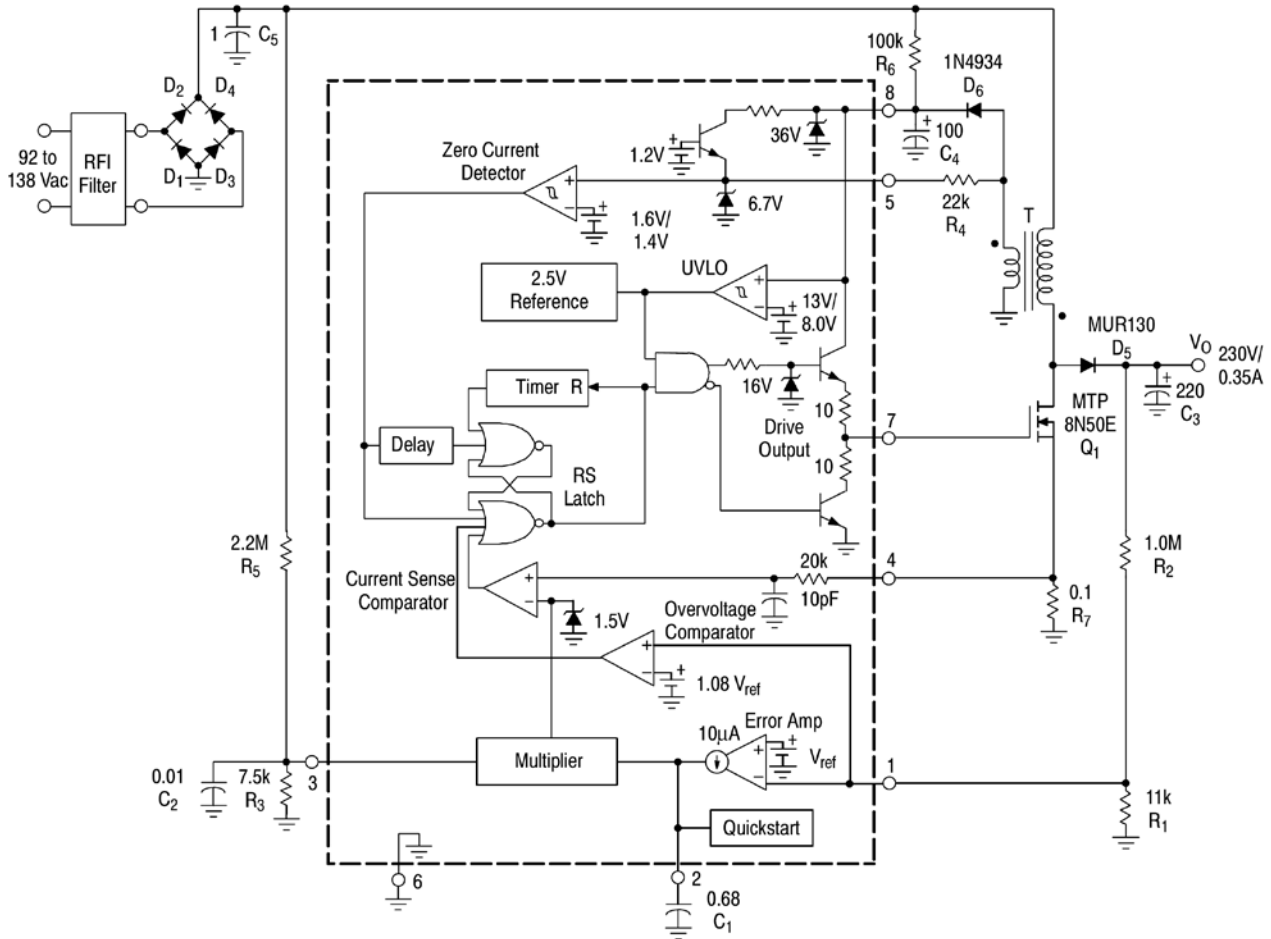 1
C5
100k
R6
1N4934
D6
D2
D4
D1
D3
92 to
138 Vac
RFI
Filter
8
100
C4
36V
1.2V
Zero Current
Detector
+
−
1.6V/
1.4V
6.7V
5
22k
R4
T
2.5V
Reference
UVLO
+
−
13V/
8.0V
MUR130
D5
VO
230V/
0.35A
220
C3
Timer R
16V
10
Drive
Output
10
7
MTP
8N50E
Q1
Delay
RS
Latch
2.2M
R5
Current Sense
Comparator
+
−
1.5V
20k
10pF
4
0.1
R7
1.0M
R2
Overvoltage
Comparator
+
−
1.08 Vref
Error Amp
10μA
+
−
Vref
1
Multiplier
Quickstart
0.01
C2
7.5k
R3
3
11k
R1
6
2
0.68
C1